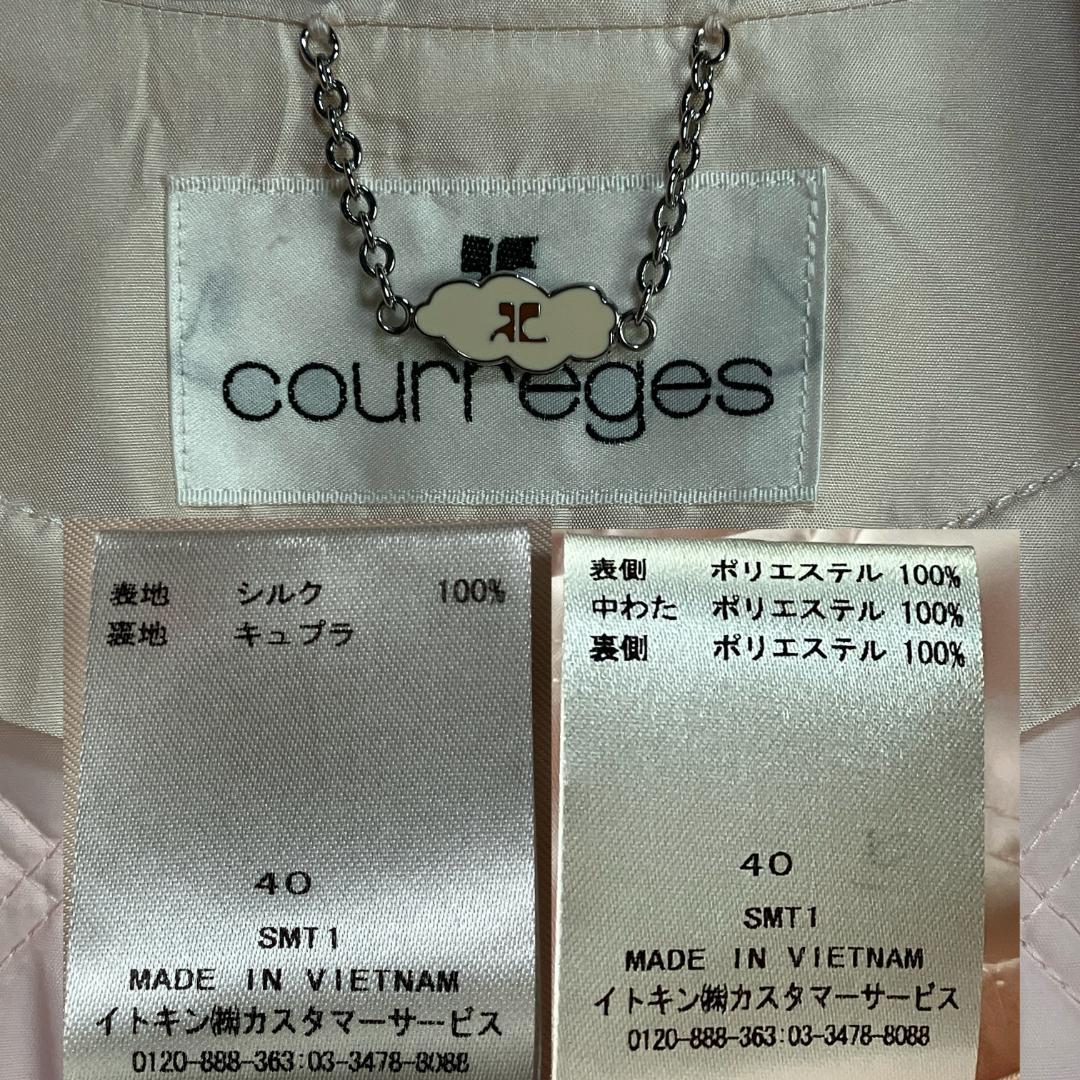 courreges
表地 シルク 100%
裏地 キュプラ
40
SMT1
MADE IN VIETNAM
イトキン㈱カスタマーサービス
0120-888-363:03-3478-8088
表側 ポリエステル 100%
中わた ポリエステル 100%
裏側 ポリエステル 100%
40
SMT1
MADE IN VIETNAM
イトキン㈱カスタマーサービス
0120-888-363:03-3478-8088